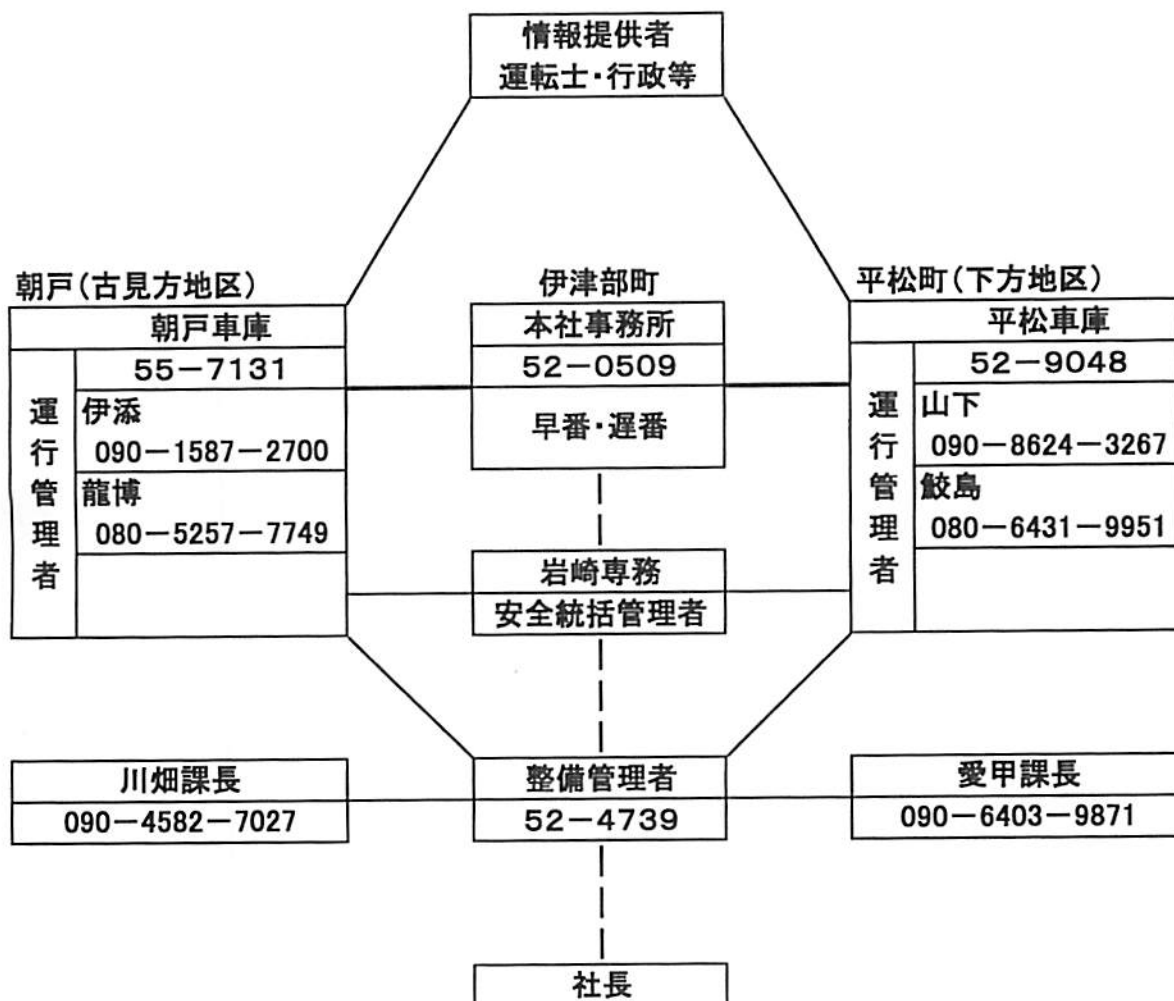 情報提供者
運転士・行政等
朝戸(古見方地区)
朝戸車庫
55－7131
運行管理者
伊添
090－1587－2700
龍博
080－5257－7749
伊津部町
本社事務所
52－0509
早番・遅番
平松町(下方地区)
平松車庫
52－9048
運行管理者
山下
090－8624－3267
鮫島
080－6431－9951
岩崎専務
安全統括管理者
川畑課長
090－4582－7027
整備管理者
52－4739
愛甲課長
090－6403－9871
社長